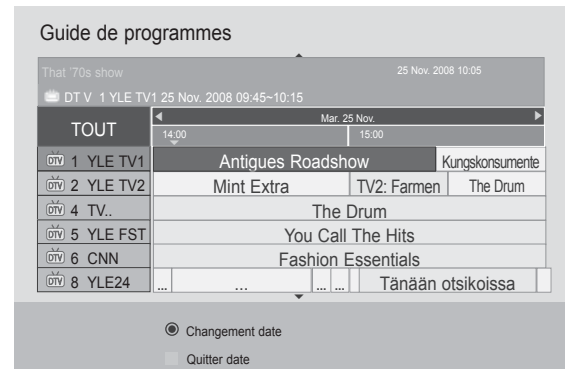 Guide de programmes
That '70s show 25 Nov. 2008 10:05
DT V 1 YLE TV1 25 Nov. 2008 09:45~10:15
TOUT
Mar. 25 Nov.
14:00 15:00
DTV 1 YLE TV1 Antigues Roadshow Kungskonsumente
DTV 2 YLE TV2 Mint Extra TV2: Farmen The Drum
DTV 4 TV.. The Drum
DTV 5 YLE FST You Call The Hits
DTV 6 CNN Fashion Essentials
DTV 8 YLE24 ... ... ... ... Tänään otsikoissa
Changement date
Quitter date